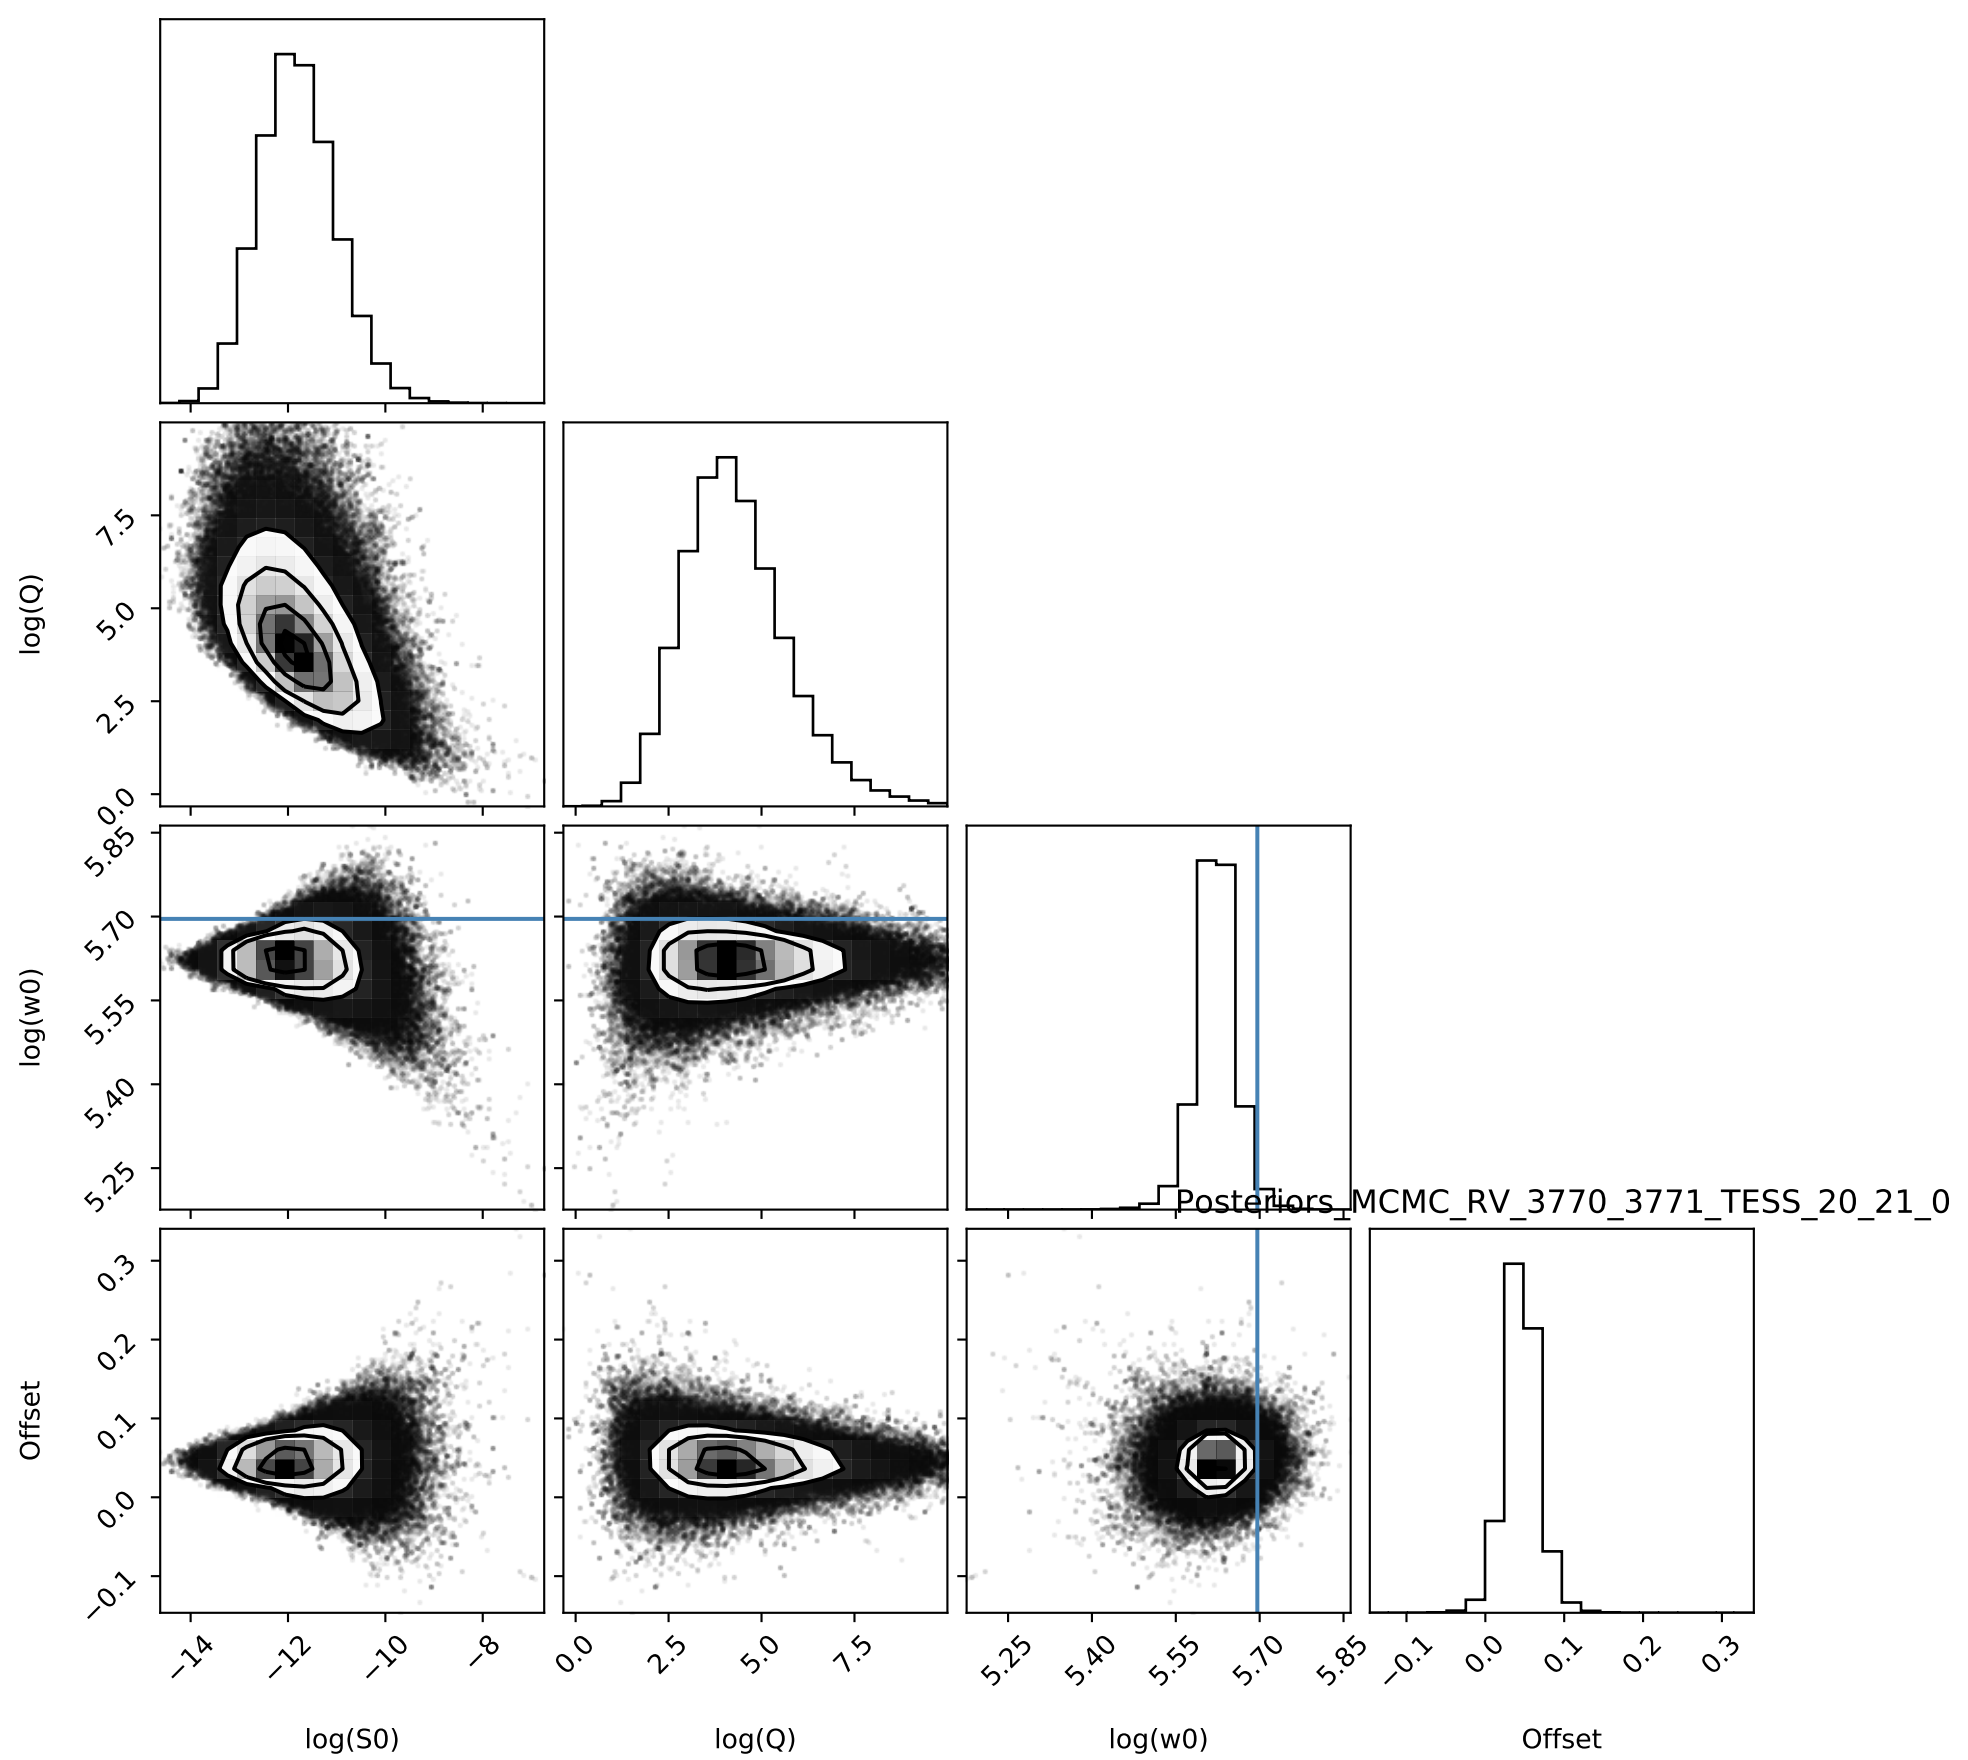 log(Q)
7.5
5.0
2.5
0.0
log(w0)
5.85
5.70
5.55
5.40
5.25
Posteriors_MCMC_RV_3770_3771_TESS_20_21_0
Offset
0.3
0.2
0.1
0.0
−0.1
−14 −12 −10 −8 0.0 2.5 5.0 7.5 5.25 5.40 5.55 5.70 5.85 −0.1 0.0 0.1 0.2 0.3
log(S0) log(Q) log(w0) Offset